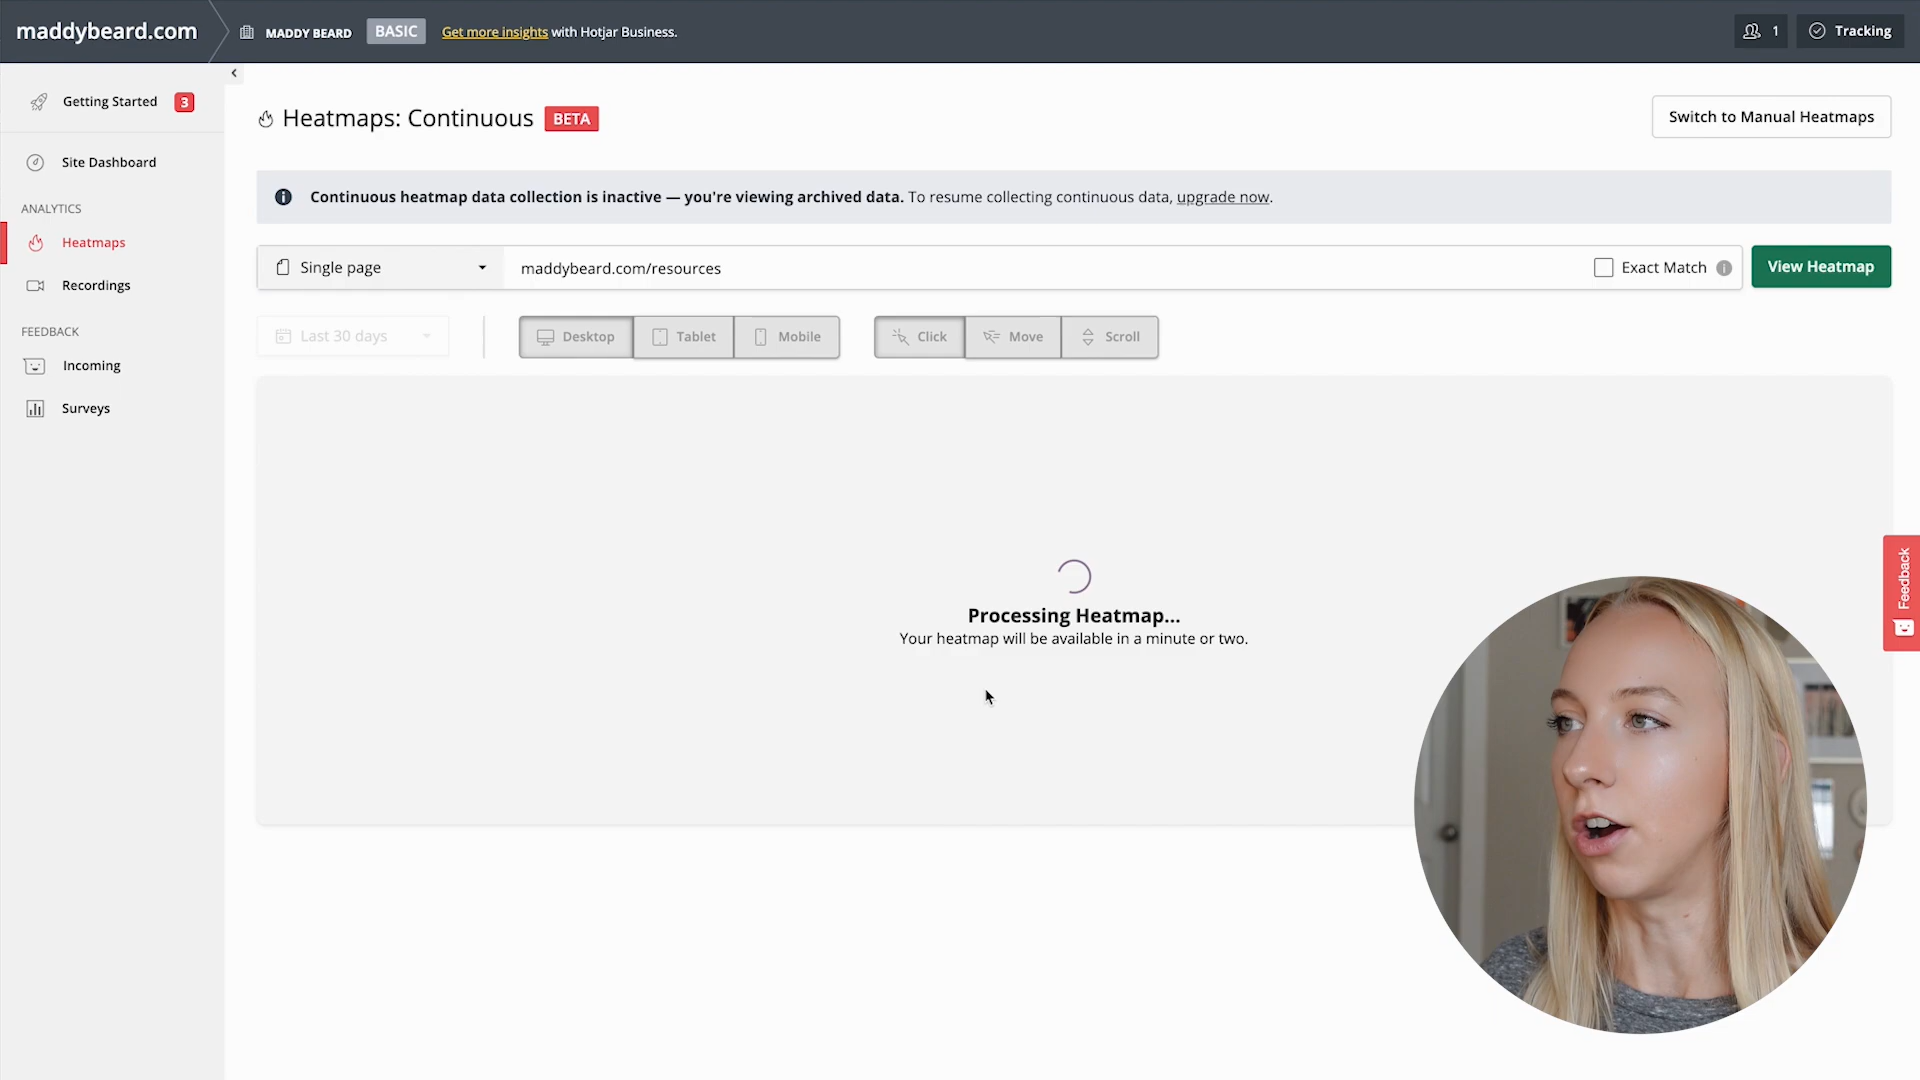 maddybeard.com
MADDY BEARD
BASIC
Get more insights with Hotjar Business.
1
Tracking
Getting Started
3
Site Dashboard
ANALYTICS
Heatmaps
Recordings
FEEDBACK
Incoming
Surveys
Heatmaps: Continuous
BETA
Switch to Manual Heatmaps
Continuous heatmap data collection is inactive — you're viewing archived data. To resume collecting continuous data, upgrade now.
Single page
maddybeard.com/resources
Exact Match
View Heatmap
Last 30 days
Desktop
Tablet
Mobile
Click
Move
Scroll
Processing Heatmap...
Your heatmap will be available in a minute or two.
Feedback